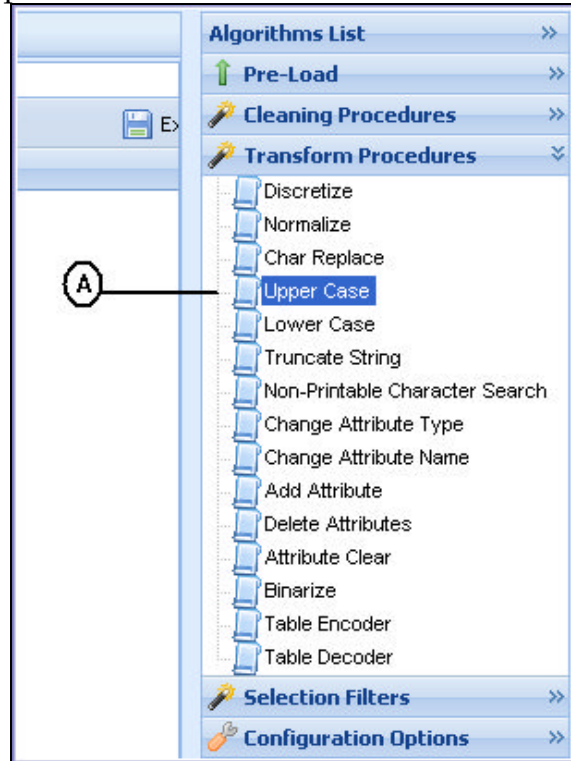 Algorithms List
Pre-Load
Cleaning Procedures
Transform Procedures
Discretize
Normalize
Char Replace
A
Upper Case
Lower Case
Truncate String
Non-Printable Character Search
Change Attribute Type
Change Attribute Name
Add Attribute
Delete Attributes
Attribute Clear
Binarize
Table Encoder
Table Decoder
Selection Filters
Configuration Options